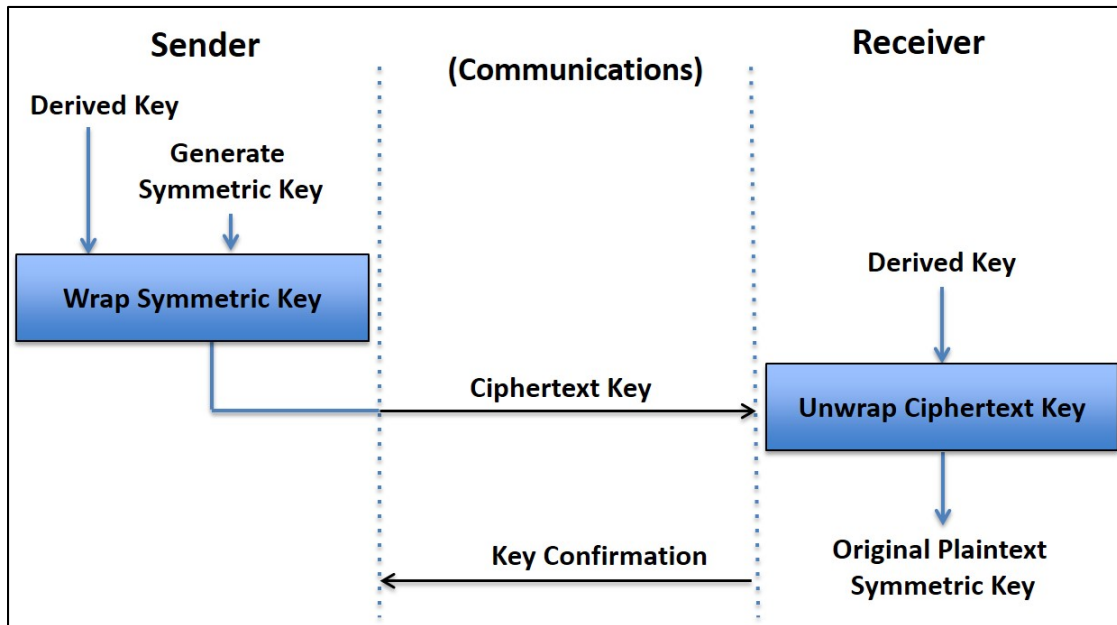 Sender
(Communications)
Receiver
Derived Key
Generate
Symmetric Key
Wrap Symmetric Key
Derived Key
Ciphertext Key
Unwrap Ciphertext Key
Key Confirmation
Original Plaintext
Symmetric Key